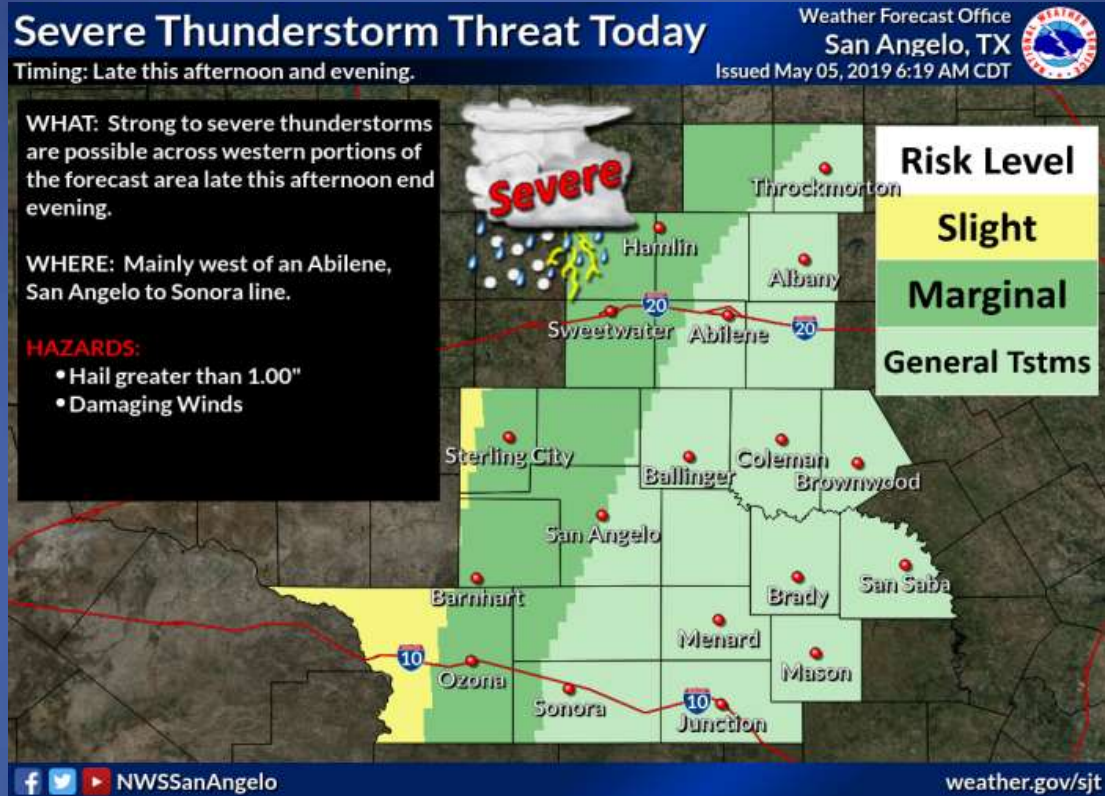 Severe Thunderstorm Threat Today
Weather Forecast Office
San Angelo, TX
Timing: Late this afternoon and evening.
Issued May 05, 2019 6:19 AM CDT
NATIONAL WEATHER SERVICE
WHAT: Strong to severe thunderstorms
are possible across western portions of
the forecast area late this afternoon end
evening.
WHERE: Mainly west of an Abilene,
San Angelo to Sonora line.
HAZARDS:
• Hail greater than 1.00"
• Damaging Winds
Severe
Risk Level
Slight
Marginal
General Tstms
Throckmorton
Hamlin
Albany
20
Sweetwater
Abilene
20
Sterling City
Ballinger
Coleman
Brownwood
San Angelo
Barnhart
Brady
San Saba
Menard
10
Ozona
Mason
Sonora
10
Junction
NWSSanAngelo
weather.gov/sjt